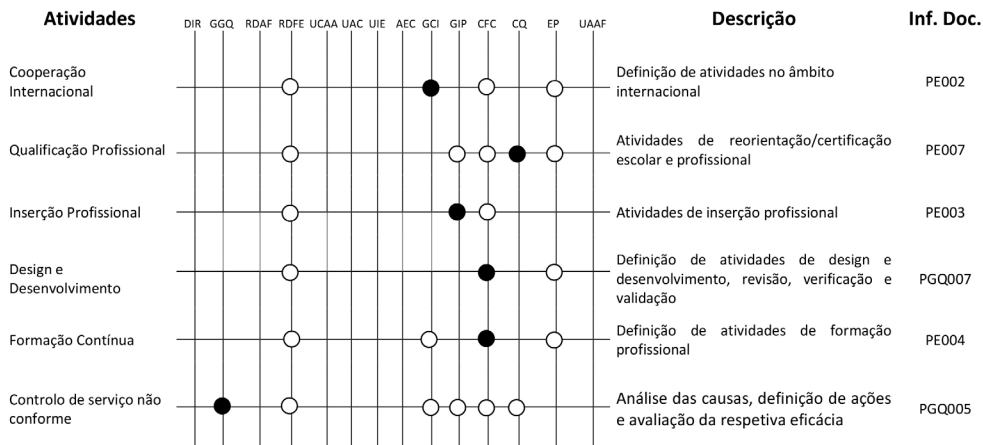 Atividades
DIR GGQ RDAF RDFE UCAA UAC UIE AEC GCI GIP CFC CQ EP UAAF
Descrição
Inf. Doc.
Cooperação
Internacional
Definição de atividades no âmbito
internacional
PE002
Qualificação Profissional
Atividades de reorientação/certificação
escolar e profissional
PE007
Inserção Profissional
Atividades de inserção profissional
PE003
Design e
Desenvolvimento
Definição de atividades de design e
desenvolvimento, revisão, verificação e
validação
PGQ007
Formação Contínua
Definição de atividades de formação
profissional
PE004
Controlo de serviço não
conforme
Análise das causas, definição de ações
e avaliação da respetiva eficácia
PGQ005